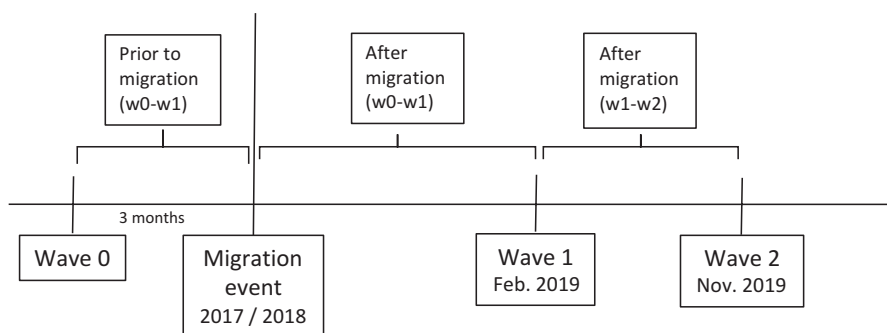 Prior to
migration
(w0-w1)
After
migration
(w0-w1)
After
migration
(w1-w2)
3 months
Wave 0
Migration
event
2017 / 2018
Wave 1
Feb. 2019
Wave 2
Nov. 2019